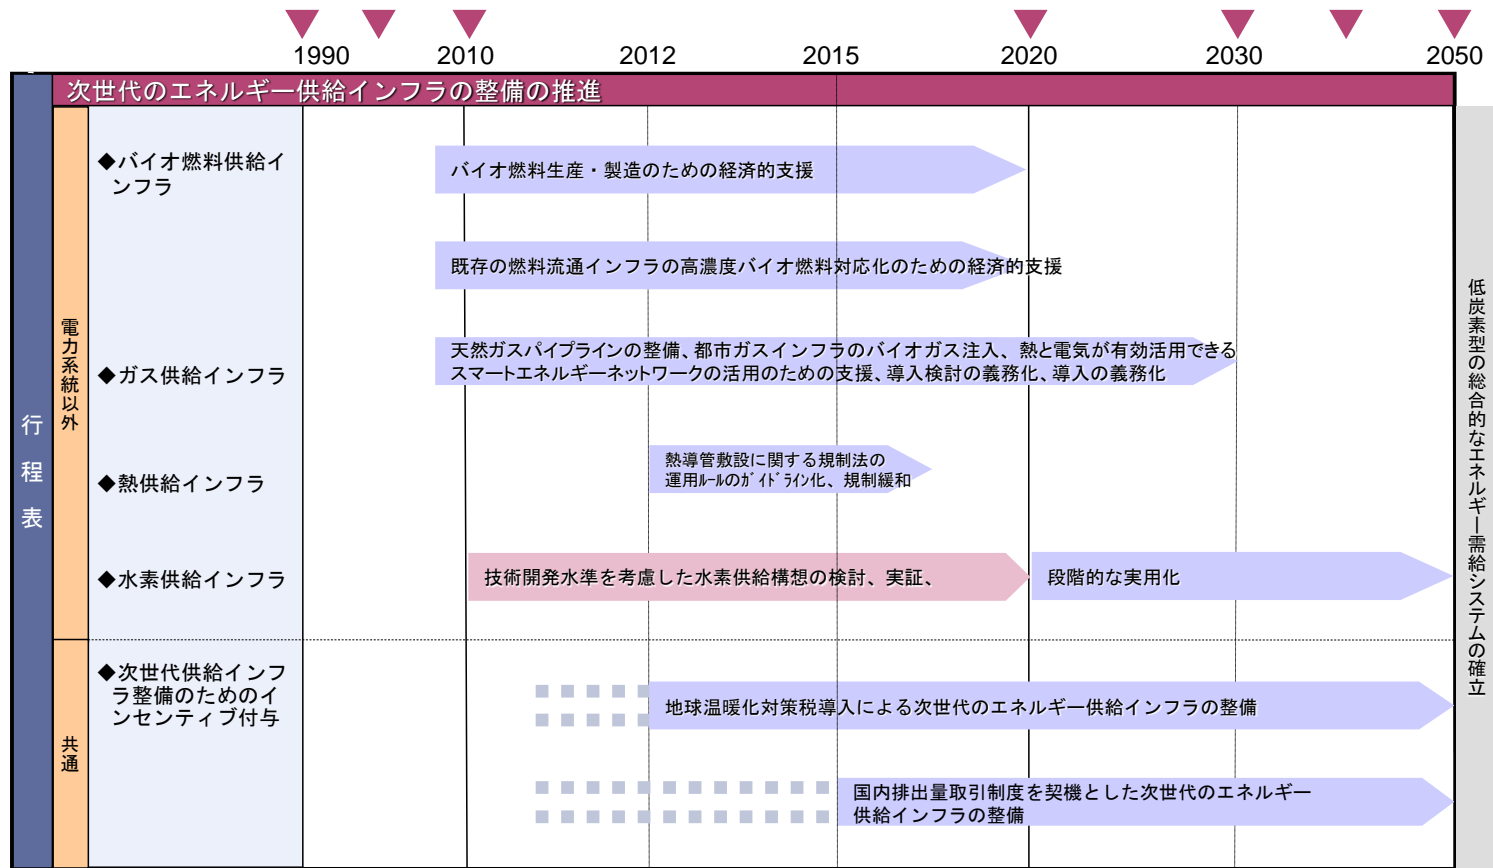 1990 2010 2012 2015 2020 2030 2050
次世代のエネルギー供給インフラの整備の推進
行程表
電力系統以外
◆バイオ燃料供給イ
ンフラ
バイオ燃料生産・製造のための経済的支援
既存の燃料流通インフラの高濃度バイオ燃料対応化のための経済的支援
◆ガス供給インフラ
天然ガスパイプラインの整備、都市ガスインフラのバイオガス注入、熱と電気が有効活用できる
スマートエネルギーネットワークの活用のための支援、導入検討の義務化、導入の義務化
◆熱供給インフラ
熱導管敷設に関する規制法の
運用ルールのガイドライン化、規制緩和
◆水素供給インフラ
技術開発水準を考慮した水素供給構想の検討、実証、
段階的な実用化
共通
◆次世代供給インフ
ラ整備のためのイ
ンセンティブ付与
地球温暖化対策税導入による次世代のエネルギー供給インフラの整備
国内排出量取引制度を契機とした次世代のエネルギー
供給インフラの整備
低炭素型の総合的なエネルギー需給システムの確立